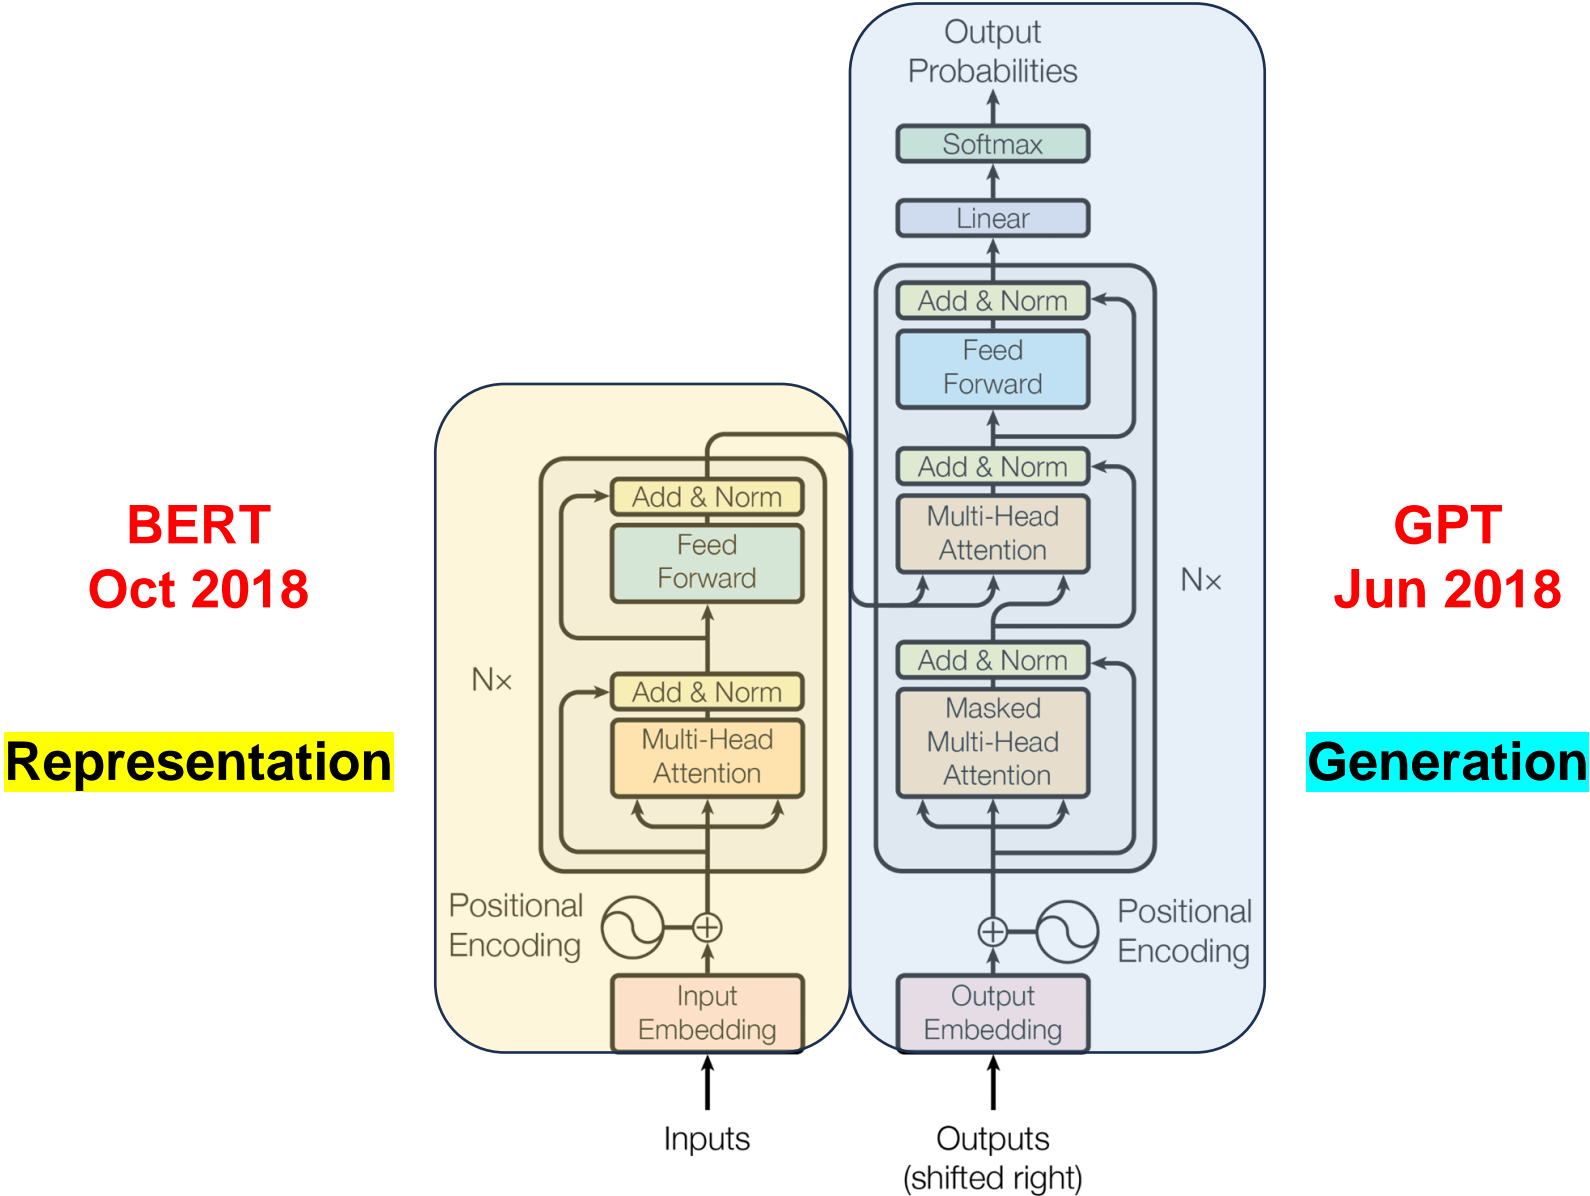 BERT
Oct 2018
Representation
Add & Norm
Feed
Forward
Nx
Add & Norm
Multi-Head
Attention
Positional
Encoding
Input
Embedding
Inputs
Output
Probabilities
Softmax
Linear
Add & Norm
Feed
Forward
Add & Norm
Multi-Head
Attention
Nx
Add & Norm
Masked
Multi-Head
Attention
Positional
Encoding
Output
Embedding
Outputs
(shifted right)
GPT
Jun 2018
Generation